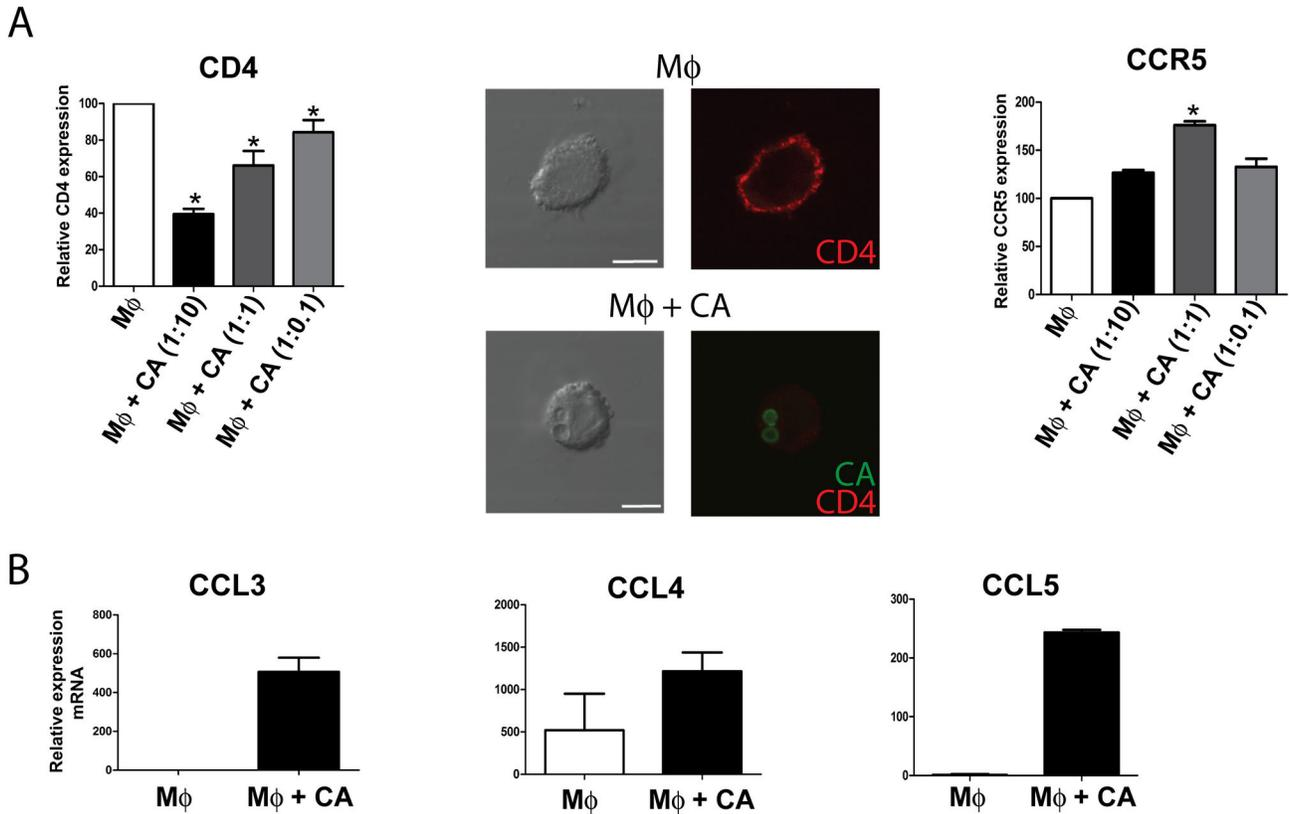 A
CD4
Relative CD4 expression
100
80
60
40
20
0
*
*
*
Mϕ
Mϕ + CA (1:10)
Mϕ + CA (1:1)
Mϕ + CA (1:0.1)
Mϕ
CD4
Mϕ + CA
CA
CD4
CCR5
Relative CCR5 expression
200
150
100
50
0
*
Mϕ
Mϕ + CA (1:10)
Mϕ + CA (1:1)
Mϕ + CA (1:0.1)
B
CCL3
Relative expression
mRNA
800
600
400
200
0
Mϕ
Mϕ + CA
CCL4
2000
1500
1000
500
0
Mϕ
Mϕ + CA
CCL5
300
200
100
0
Mϕ
Mϕ + CA